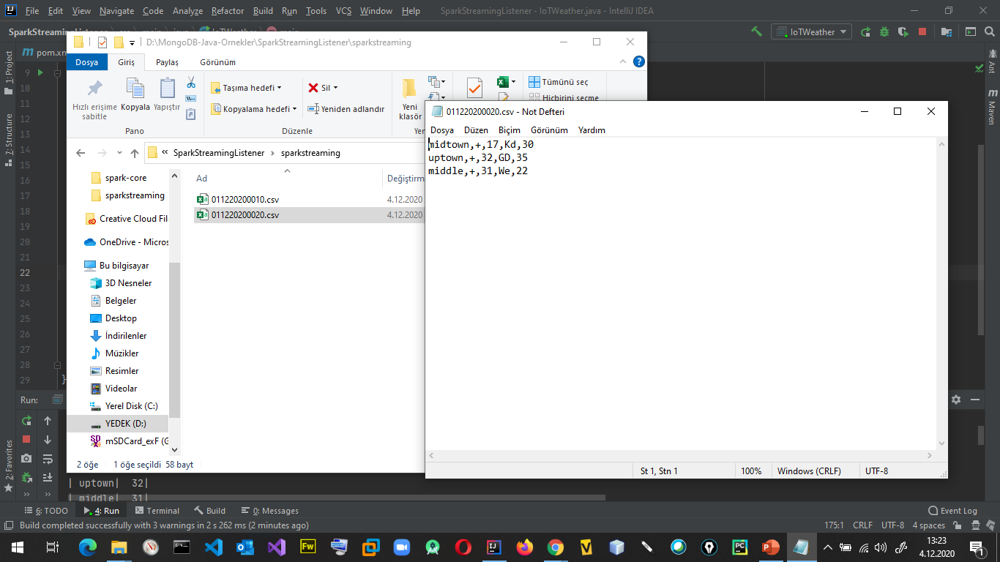 File Edit View Navigate Code Analyze Refactor Build Run Tools VCS Window Help SparkStreamingListener - IoTWeather.java - IntelliJ IDEA
IoTWeather
D:\MongoDB-Java-Ornekler\SparkStreamingListener\sparkstreaming
Dosya Giriş Paylaş Görünüm
Hızlı erişime sabitle
Kopyala
Yapıştır
Pano
Taşıma hedefi
Kopyalama hedefi
Sil
Yeniden adlandır
Düzenle
Yeni klasör
Tümünü seç
Hiçbirini seçme
SparkStreamingListener sparkstreaming
spark-core
sparkstreaming
Creative Cloud Fil
OneDrive - Micros
Bu bilgisayar
3D Nesneler
Belgeler
Desktop
İndirilenler
Müzikler
Resimler
Videolar
Yerel Disk (C:)
YEDEK (D:)
mSDCard_exF (G
Ad Değiştirm
011220200010.csv 4.12.2020
011220200020.csv 4.12.2020
2 öğe 1 öğe seçildi 58 bayt
011220200020.csv - Not Defteri
Dosya Düzen Biçim Görünüm Yardım
midtown,+,17,Kd,30
uptown,+,32,GD,35
middle,+,31,We,22
St 1, Stn 1 100% Windows (CRLF) UTF-8
1: Project
7: Structure
2: Favorites
Ant
Maven
9
10
11
12
13
14
15
16
17
18
19
20
21
22
23
24
25
26
27
28
29 }
Run:
| uptown| 32|
| middle| 31|
6: TODO 4: Run Terminal Build 0: Messages Event Log
Build completed successfully with 3 warnings in 2 s 262 ms (2 minutes ago) 175:1 CRLF UTF-8 4 spaces
13:23
4.12.2020
1